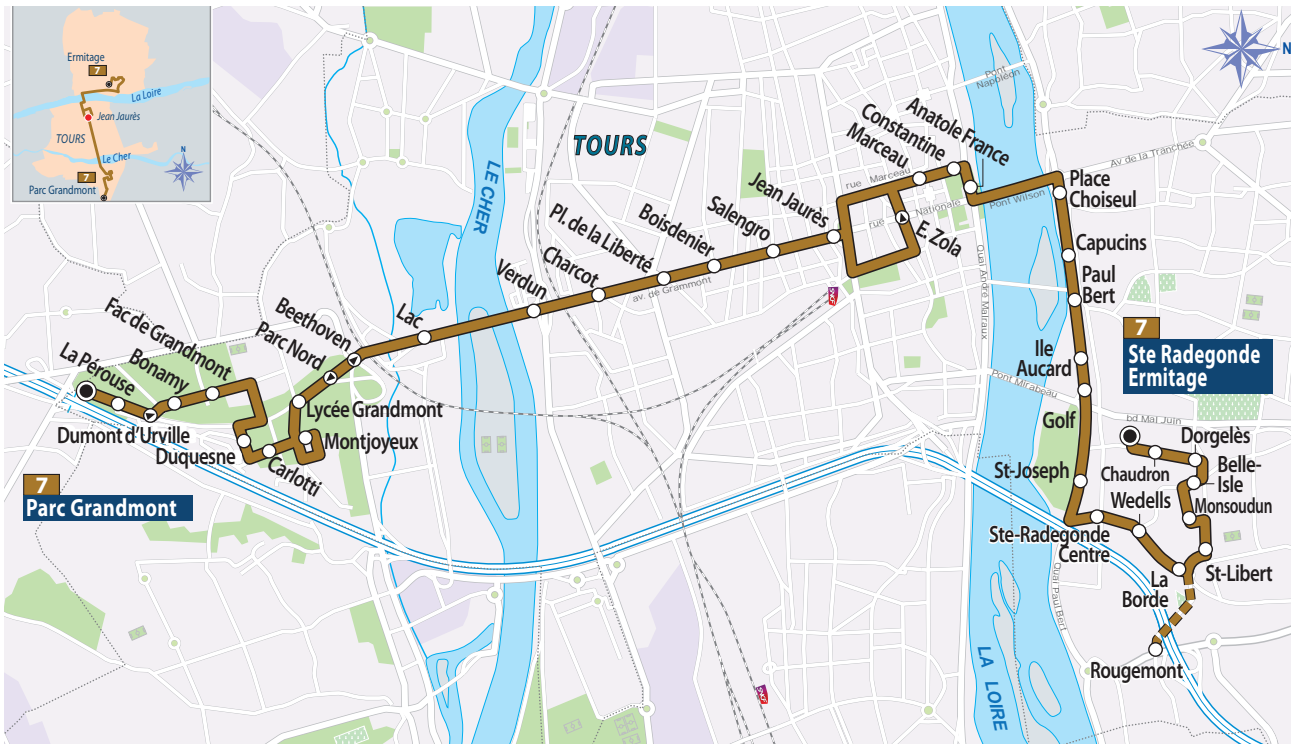 Ermitage
7
La Loire
Jean Jaurès
TOURS
Le Cher
N
7
Parc Grandmont
N
TOURS
LE CHER
LA LOIRE
Pont
Napoléon
Av de la Tranchée
rue Marceau
rue Nationale
Pont Wilson
Quai André Malraux
av. de Grammont
SNCF
Pont Mirabeau
bd Mal Juin
Quai Paul Bert
SNCF
La Pérouse
Dumont d'Urville
Bonamy
Fac de Grandmont
Duquesne
Carlotti
Montjoyeux
Lycée Grandmont
Parc Nord
Beethoven
Lac
Verdun
Charcot
Pl. de la Liberté
Boisdenier
Salengro
Jean Jaurès
E. Zola
Marceau
Constantine
Anatole France
Place
Choiseul
Capucins
Paul
Bert
Ile
Aucard
Golf
St-Joseph
Ste-Radegonde
Centre
Wedells
La
Borde
Rougemont
St-Libert
Monsoudun
Belle-
Isle
Dorgelès
Chaudron
7
Ste Radegonde
Ermitage
7
Parc Grandmont